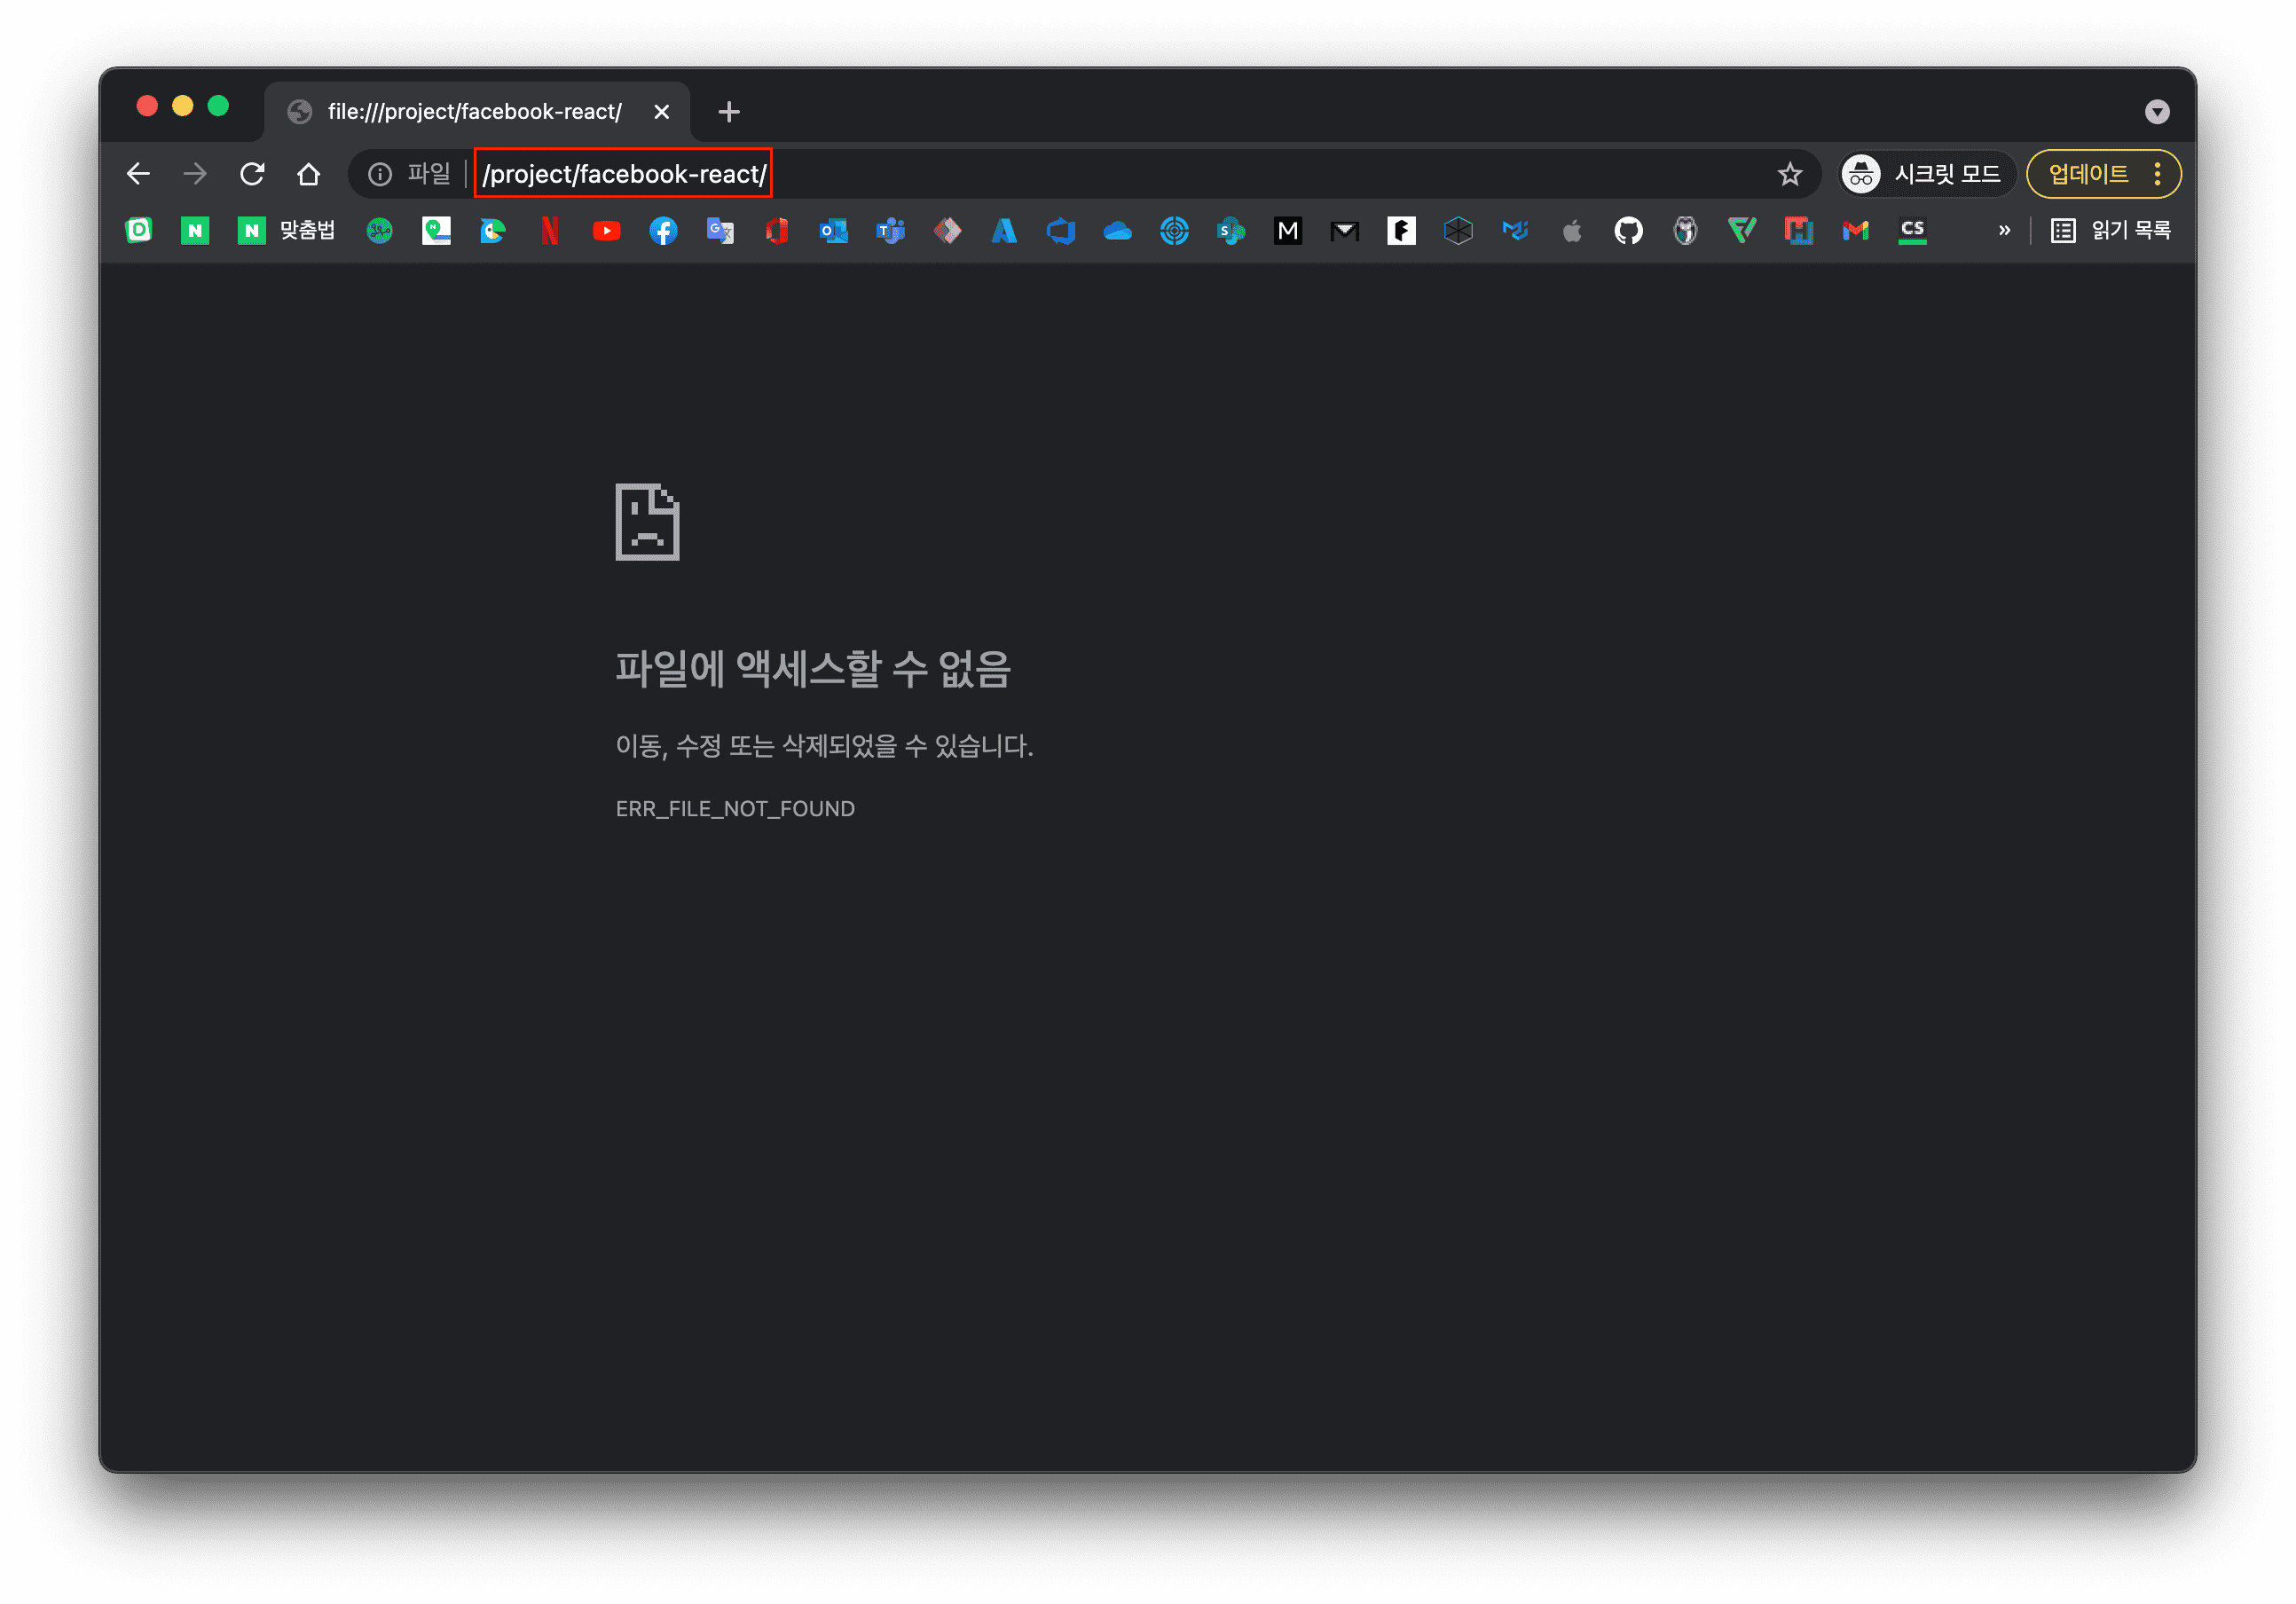 file:///project/facebook-react/
파일 /project/facebook-react/ 시크릿 모드 업데이트
맞춤법 CS » 읽기 목록
파일에 액세스할 수 없음
이동, 수정 또는 삭제되었을 수 있습니다.
ERR_FILE_NOT_FOUND